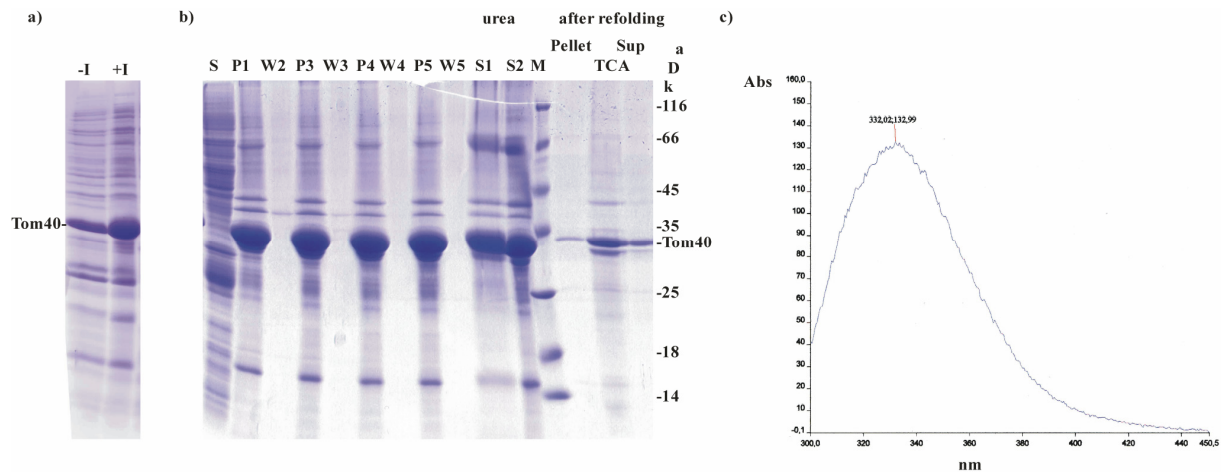 a)
-I +I
Tom40-
b)
urea after refolding
Pellet Sup
S P1 W2 P3 W3 P4 W4 P5 W5 S1 S2 M TCA
a
D
k
-116
-66
-45
-35
-Tom40
-25
-18
-14
c)
Abs
160,0
150
140
130
120
110
100
90
80
70
60
50
40
30
20
10
-0,1
332,02;132,99
300,0 320 340 360 380 400 420 440 450,5
nm